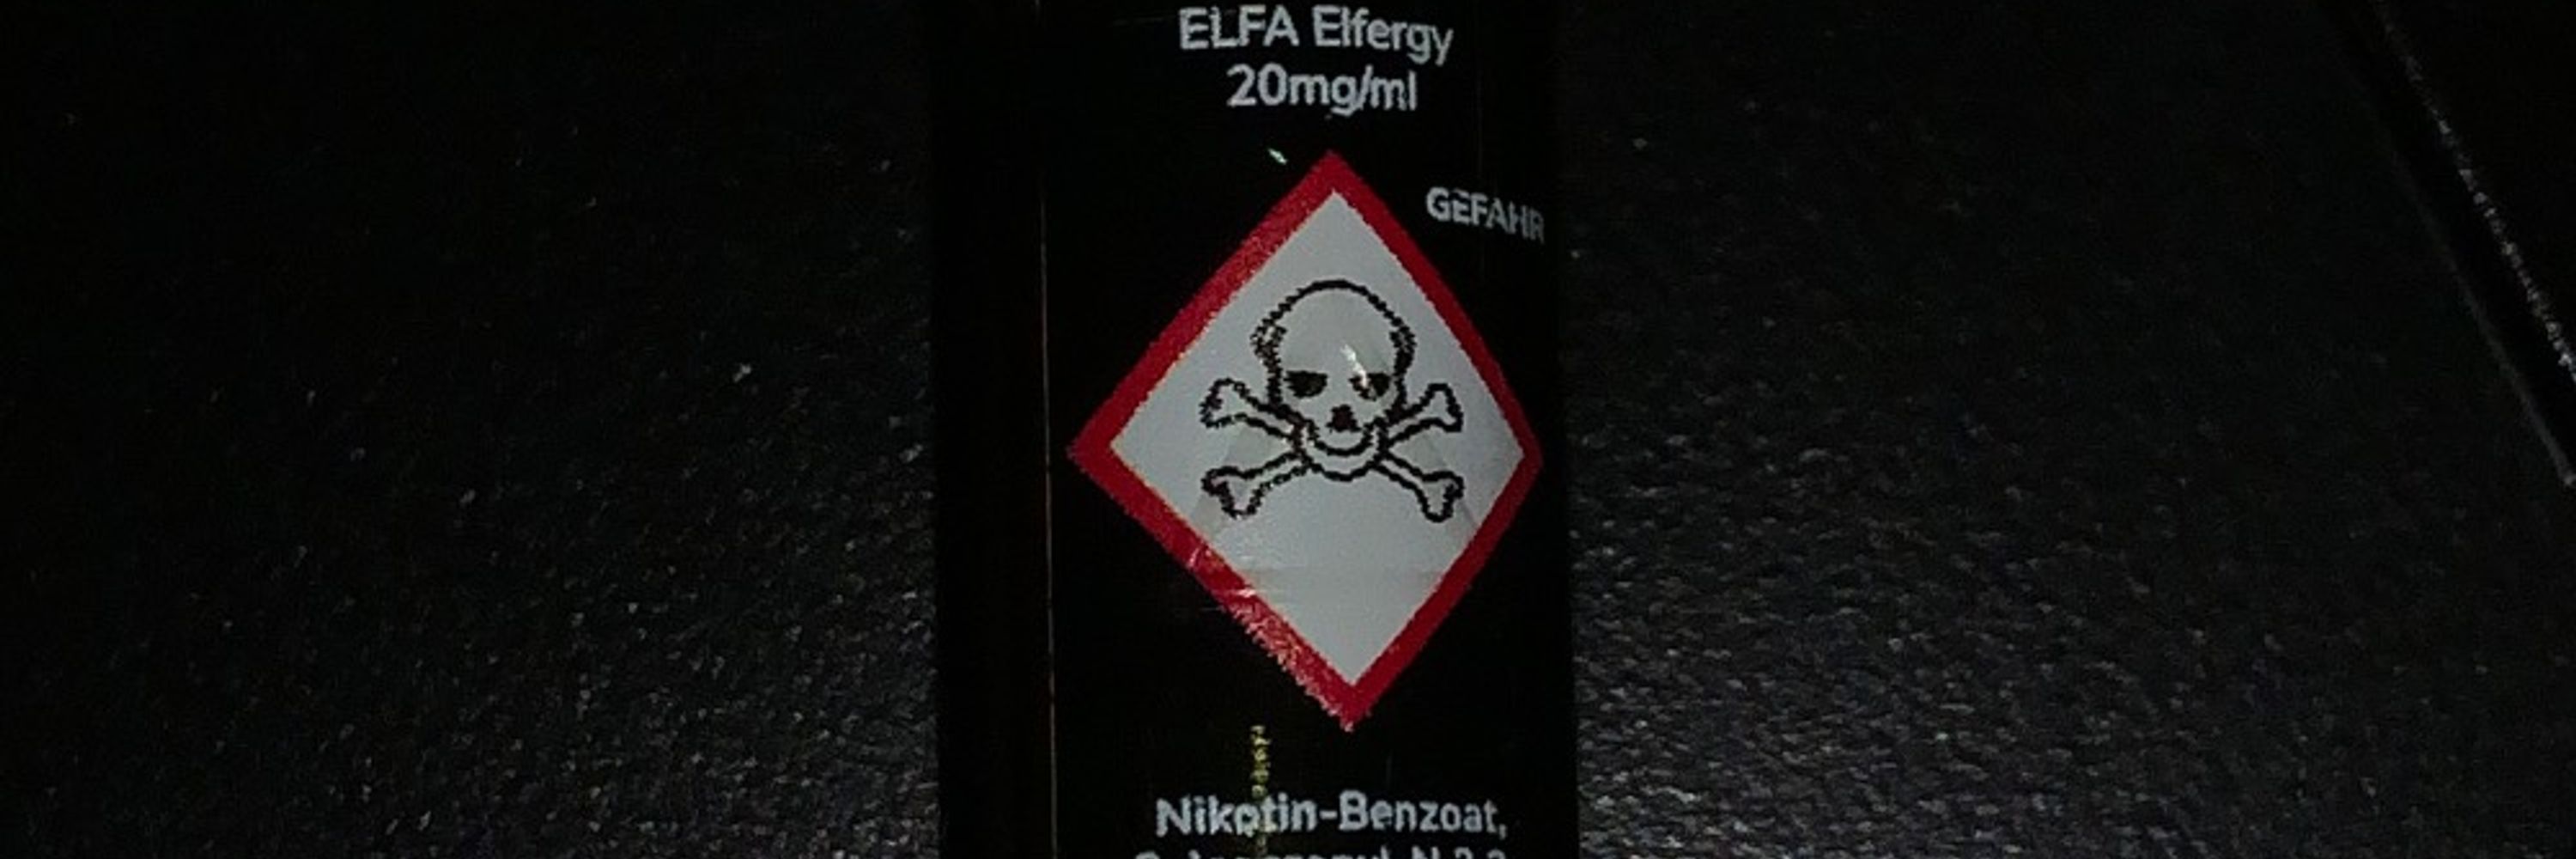 ELFA Elfergy
20mg/ml
GEFAHR
Nikotin-Benzoat,